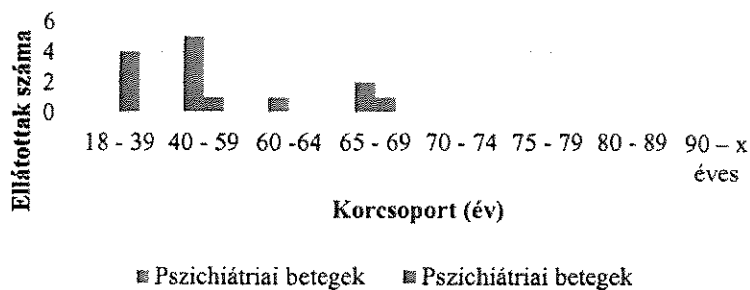 Ellátottak száma
6
4
2
0
18 - 39 40 - 59 60 -64 65 - 69 70 - 74 75 - 79 80 - 89 90 – x
éves
Korcsoport (év)
Pszichiátriai betegek Pszichiátriai betegek